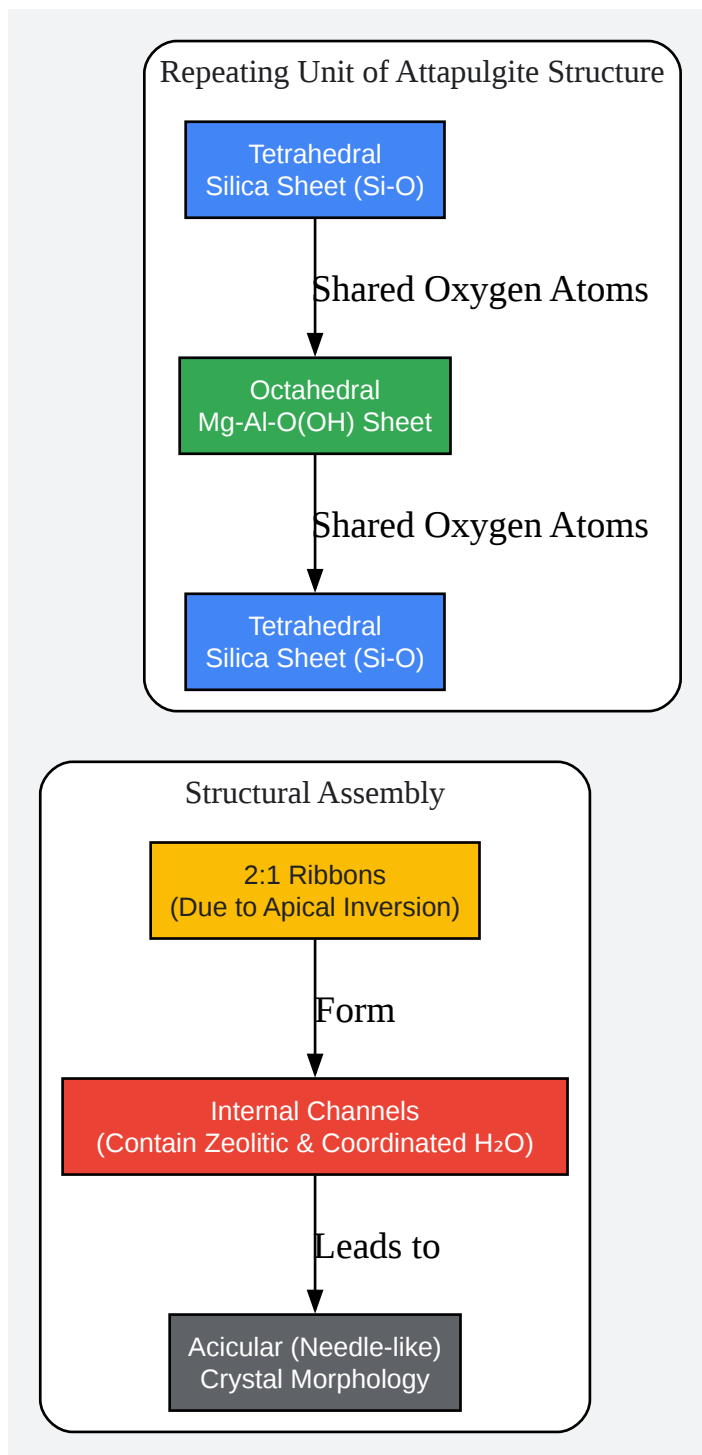 Repeating Unit of Attapulgite Structure
Tetrahedral
Silica Sheet (Si-O)
Shared Oxygen Atoms
Octahedral
Mg-Al-O(OH) Sheet
Shared Oxygen Atoms
Tetrahedral
Silica Sheet (Si-O)
Structural Assembly
2:1 Ribbons
(Due to Apical Inversion)
Form
Internal Channels
(Contain Zeolitic & Coordinated H₂O)
Leads to
Acicular (Needle-like)
Crystal Morphology